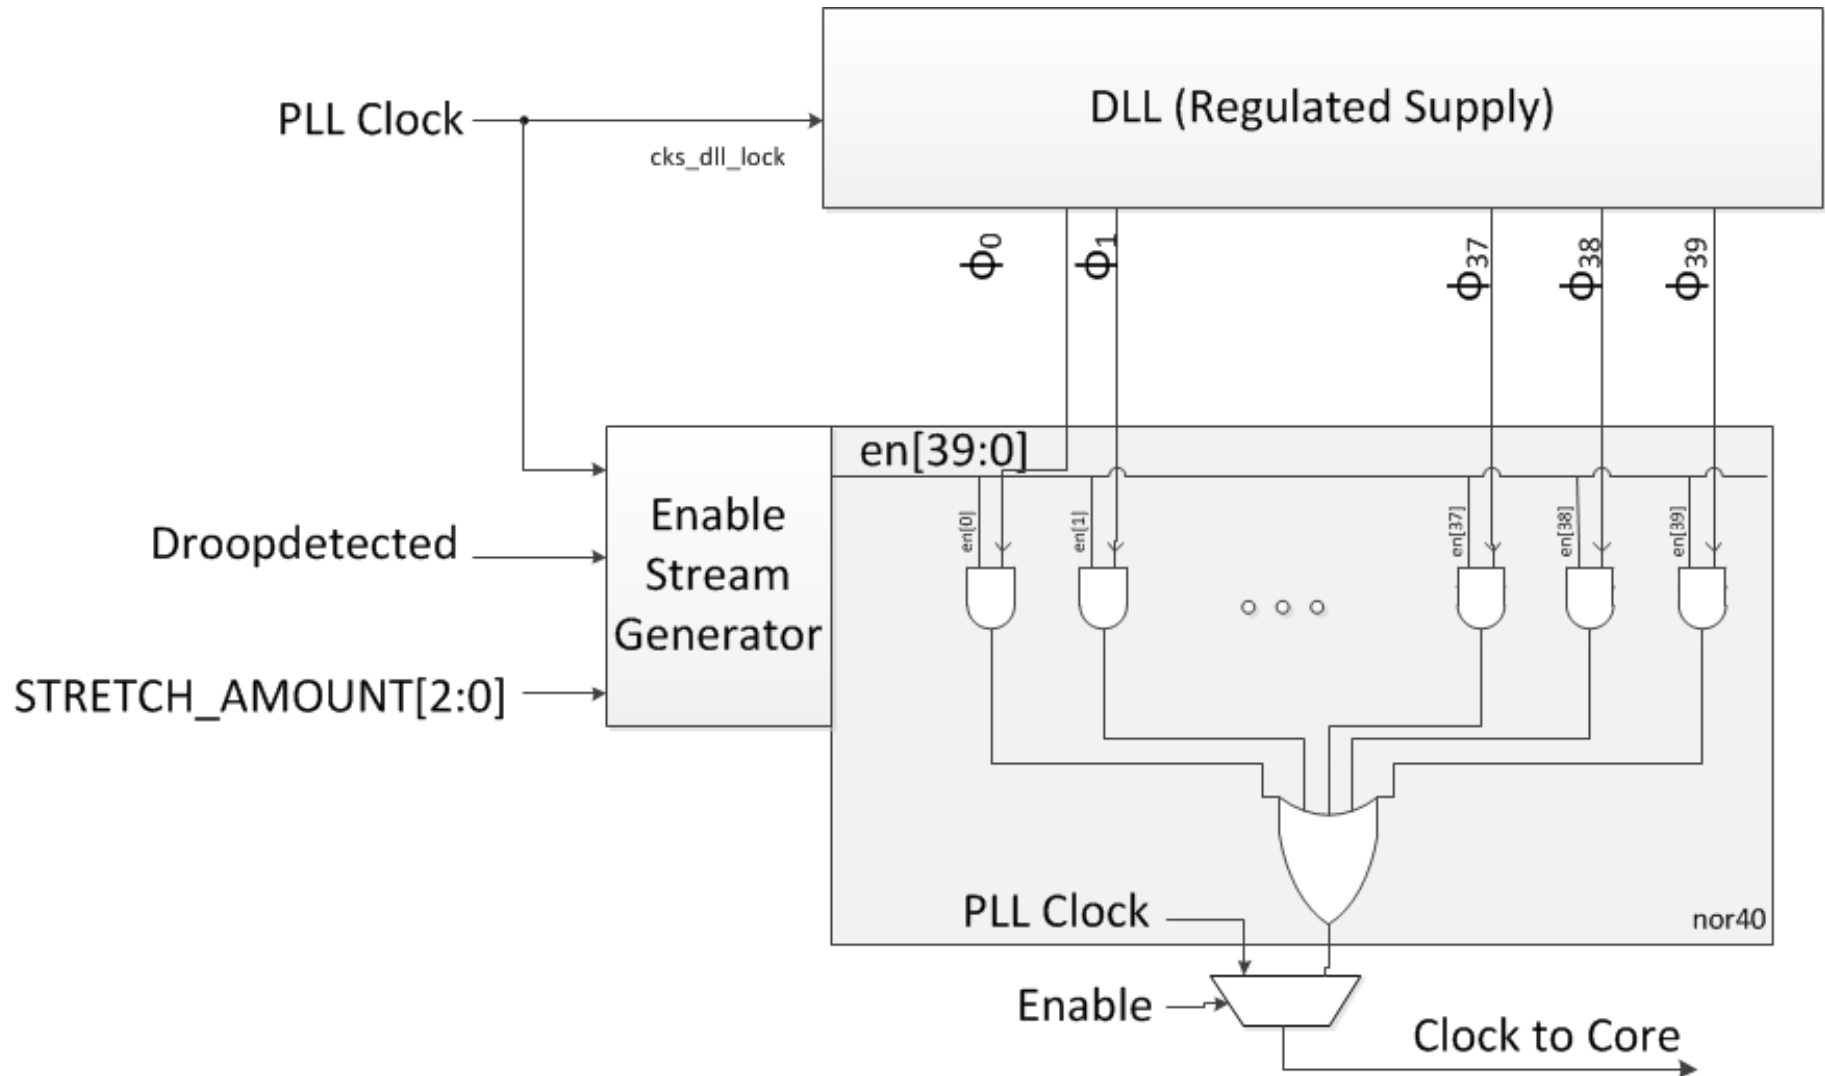 DLL (Regulated Supply)
PLL Clock
cks_dll_lock
ϕ0
ϕ1
ϕ37
ϕ38
ϕ39
en[39:0]
Enable
Stream
Generator
Droopdetected
STRETCH_AMOUNT[2:0]
en[0]
en[1]
en[37]
en[38]
en[39]
PLL Clock
nor40
Enable
Clock to Core